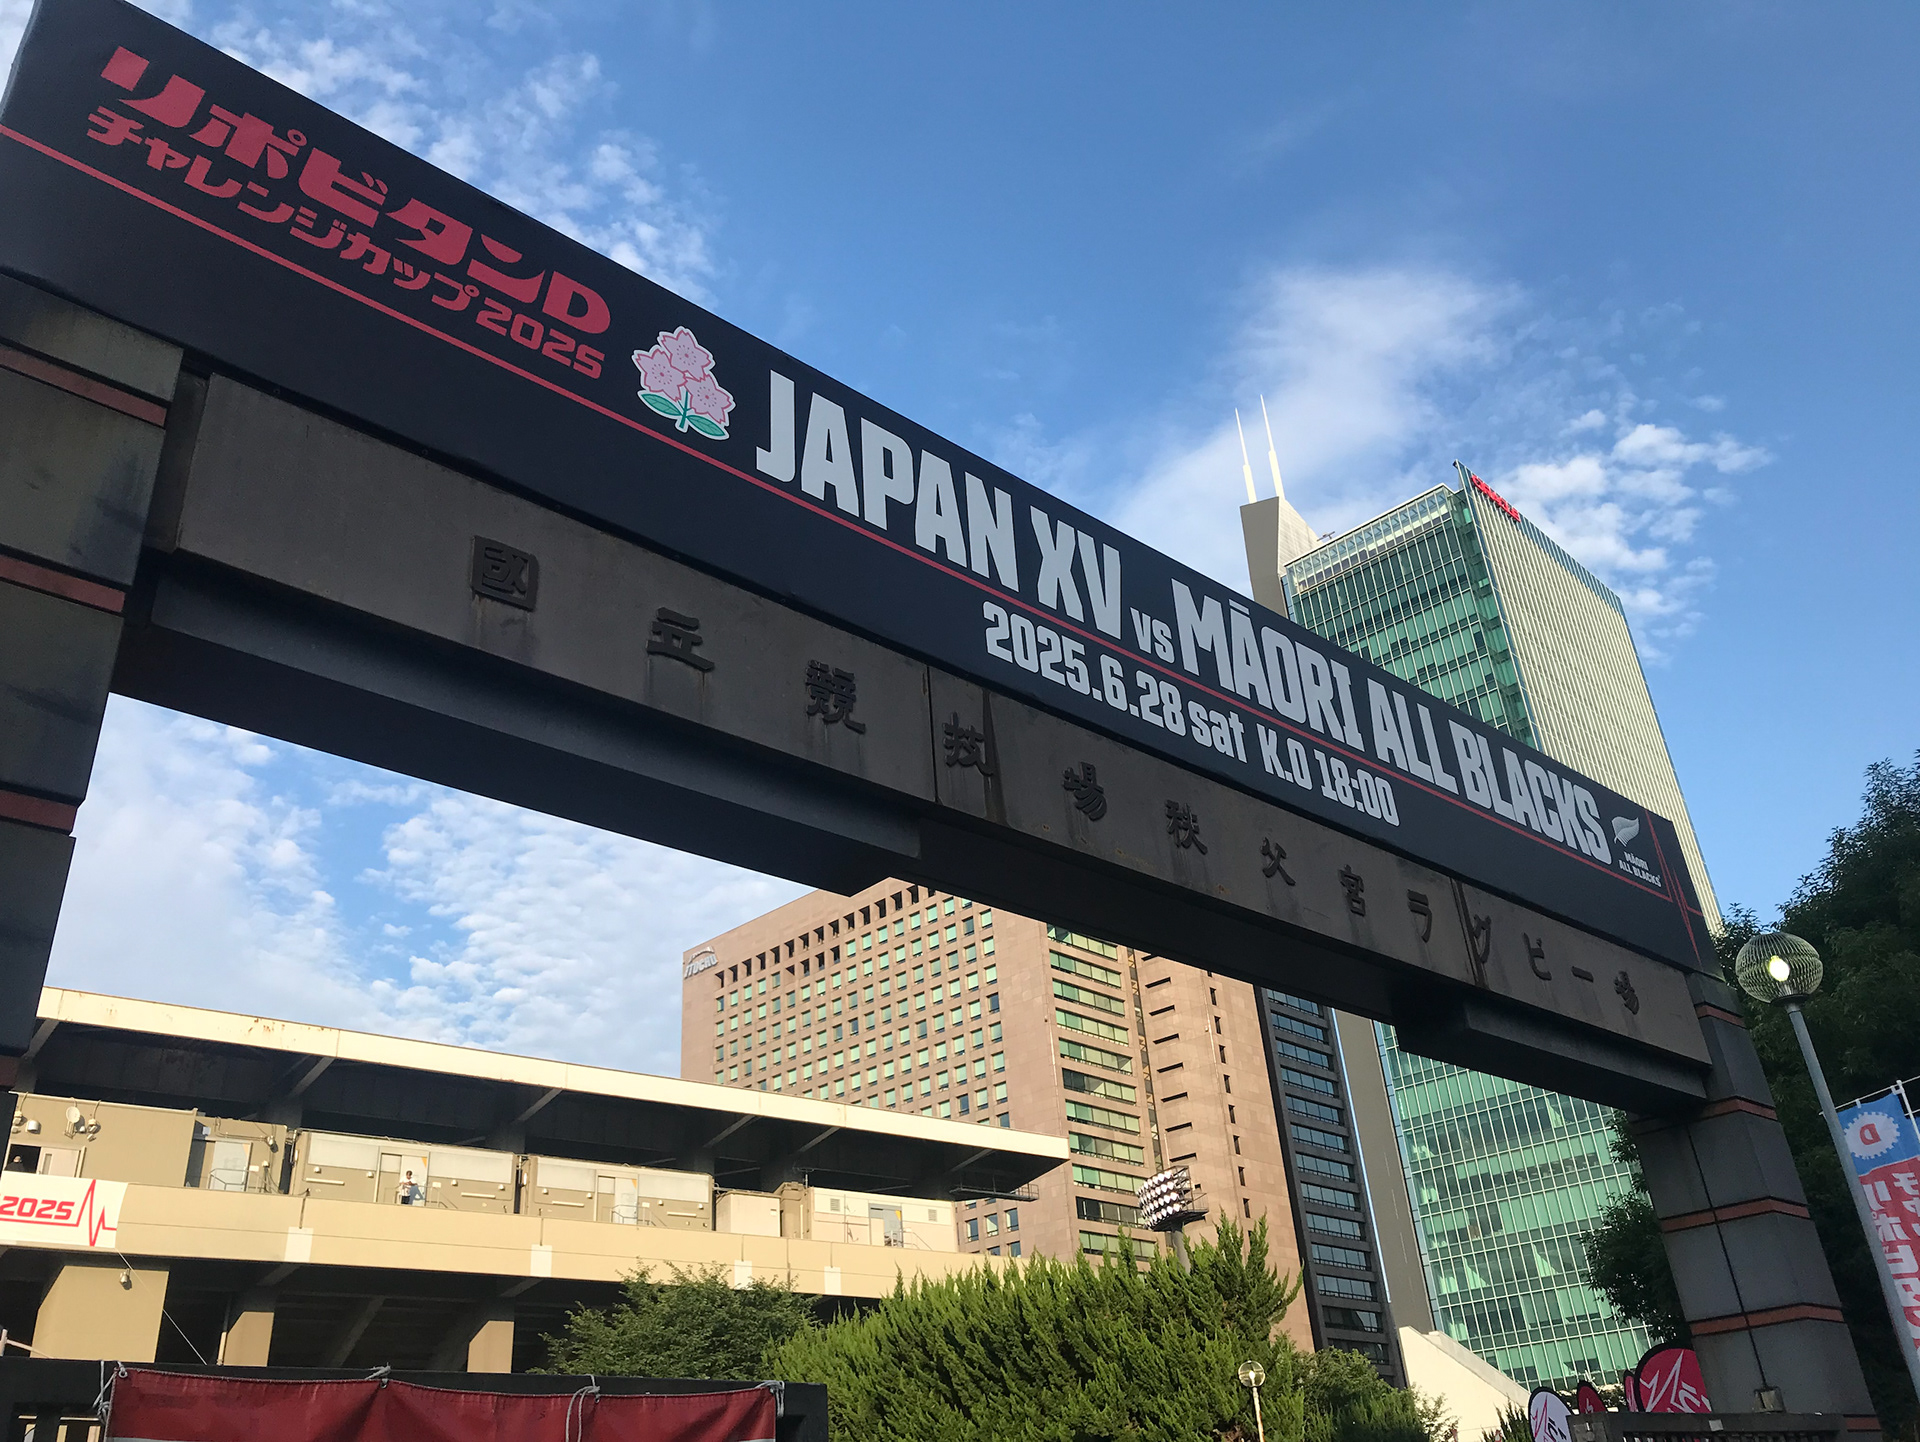 リポビタンD
チャレンジカップ2025
JAPAN XV vs MĀORI ALL BLACKS
2025.6.28 sat K.O 18:00
MĀORI
ALL BLACKS
國立競技場秩父宮ラグビー場
ITOCHU
2025
D